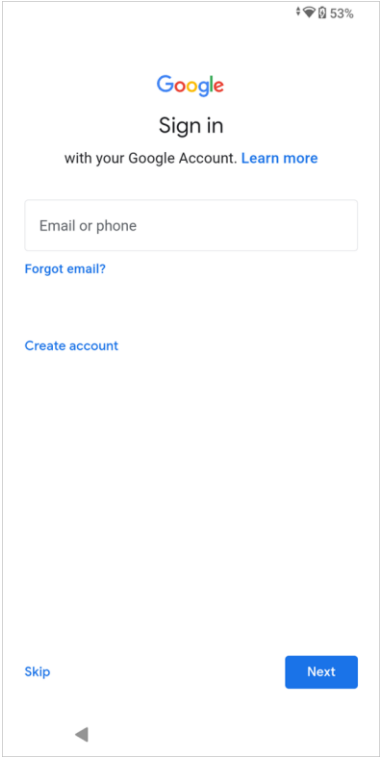 53%
Google
Sign in
with your Google Account. Learn more
Email or phone
Forgot email?
Create account
Skip
Next